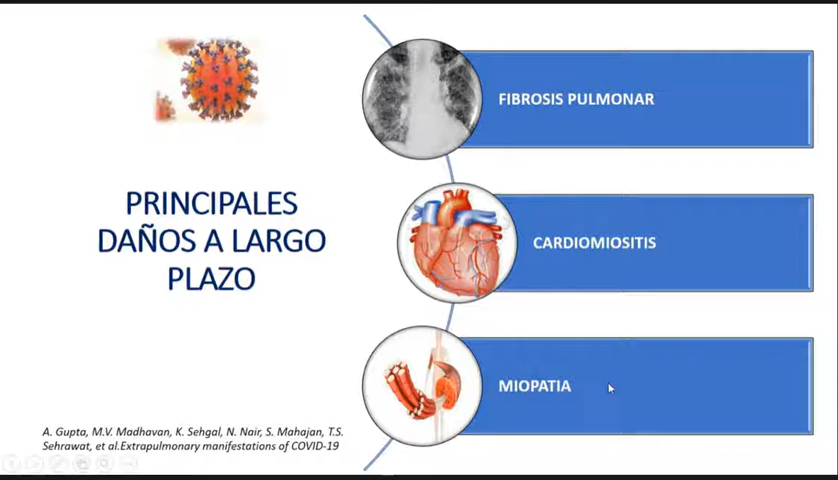 PRINCIPALES
DAÑOS A LARGO
PLAZO
FIBROSIS PULMONAR
CARDIOMIOSITIS
MIOPATIA
A. Gupta, M.V. Madhavan, K. Sehgal, N. Nair, S. Mahajan, T.S.
Sehrawat, et al.Extrapulmonary manifestations of COVID-19